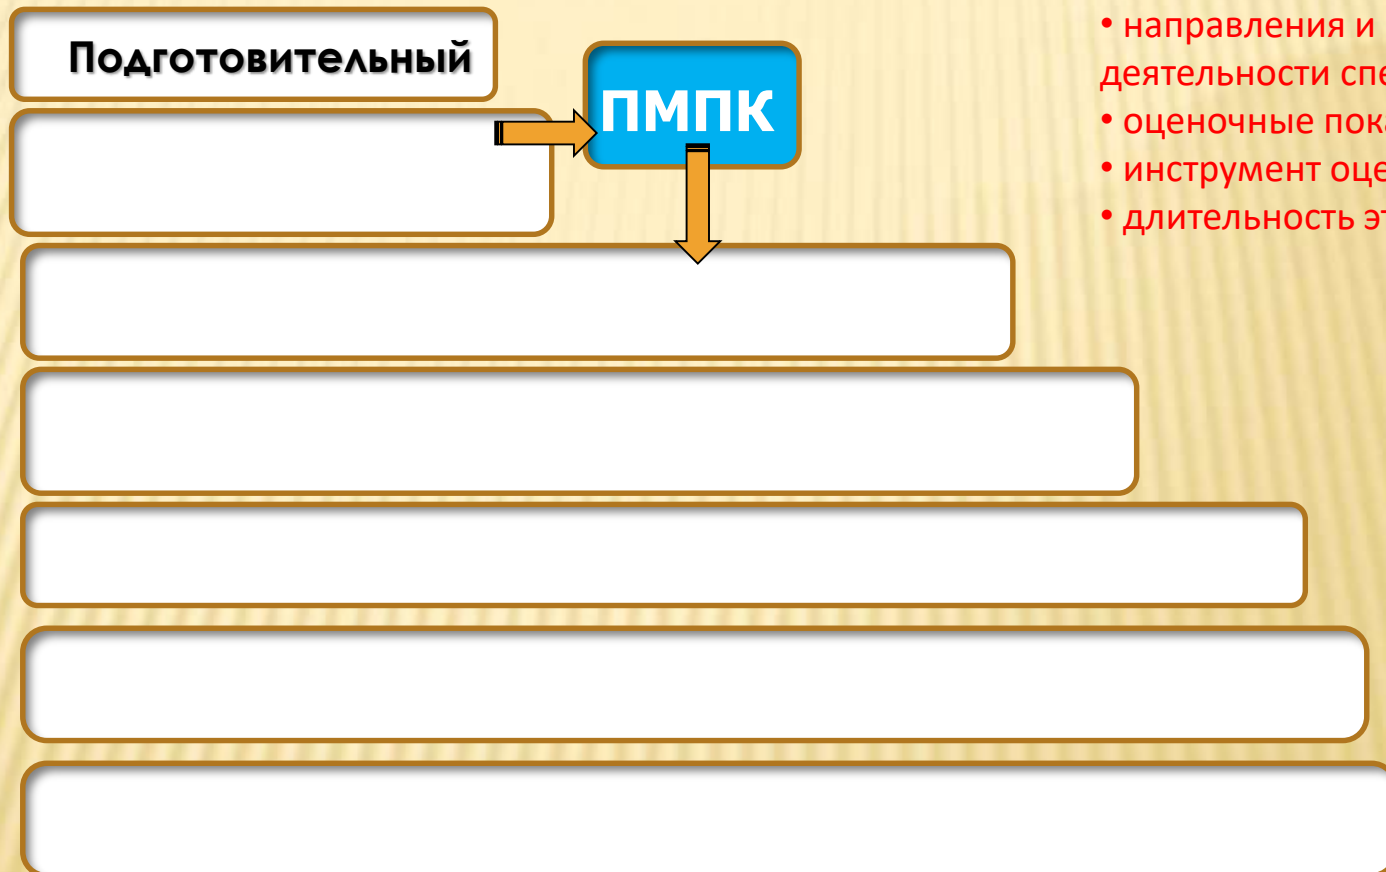 Подготовительный
ПМПК
• направления и
деятельности
• оценочные
• инструмент
• длительность